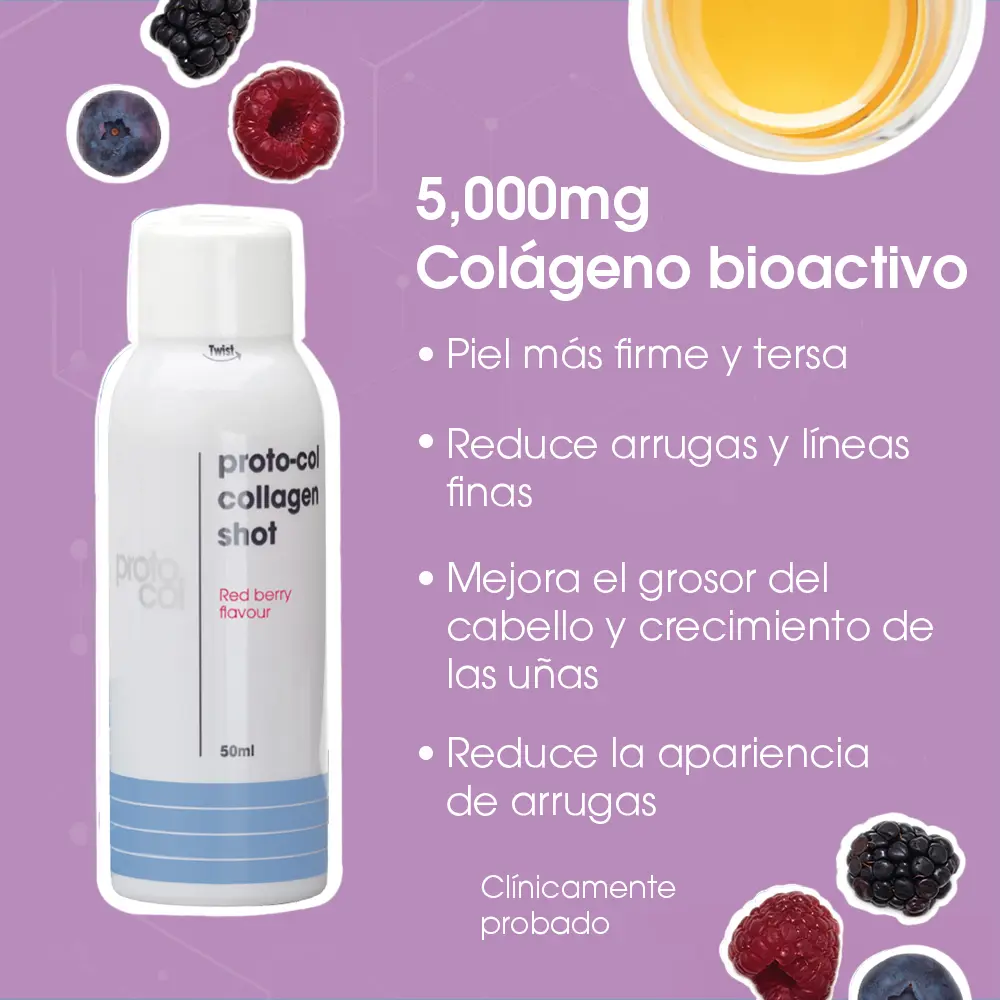 5,000mg
Colágeno bioactivo
• Piel más firme y tersa
• Reduce arrugas y líneas
finas
• Mejora el grosor del
cabello y crecimiento de
las uñas
• Reduce la apariencia
de arrugas
Clínicamente
probado
Twist
proto-col
collagen
shot
proto
col
Red berry
flavour
50ml